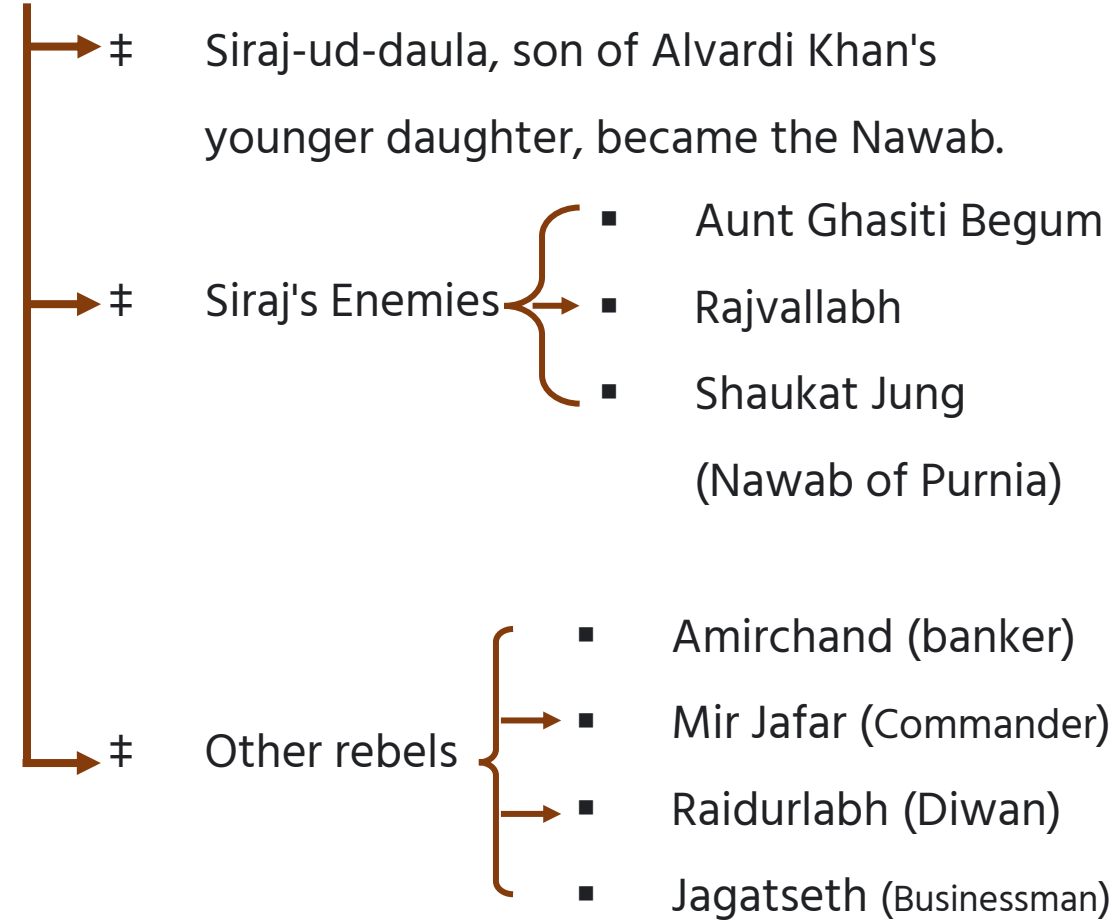 ‡ Siraj-ud-daula, son of Alvardi Khan's
younger daughter, became the Nawab.
‡ Siraj's Enemies
▪ Aunt Ghasiti Begum
▪ Rajvallabh
▪ Shaukat Jung
(Nawab of Purnia)
‡ Other rebels
▪ Amirchand (banker)
▪ Mir Jafar (Commander)
▪ Raidurlabh (Diwan)
▪ Jagatseth (Businessman)